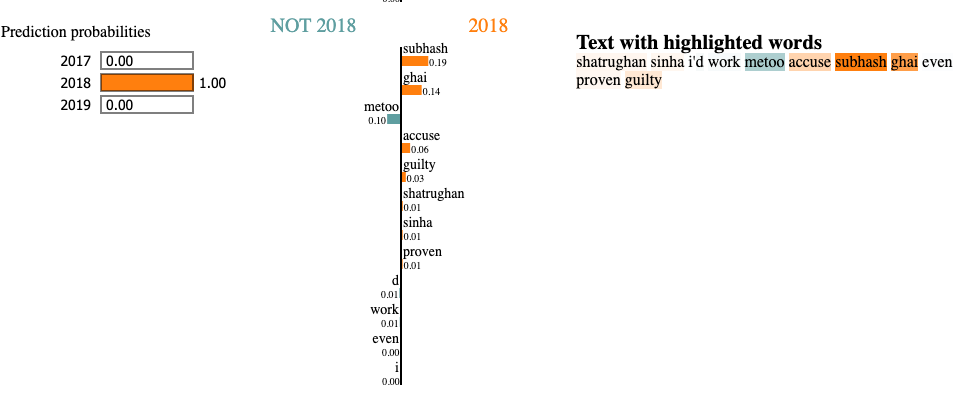 0.00
Prediction probabilities
2017 0.00
2018 1.00
2019 0.00
NOT 2018 2018
subhash
0.19
ghai
0.14
metoo
0.10
accuse
0.06
guilty
0.03
shatrughan
0.01
sinha
0.01
proven
0.01
d
0.01
work
0.01
even
0.00
i
0.00
Text with highlighted words
shatrughan sinha i'd work metoo accuse subhash ghai even
proven guilty